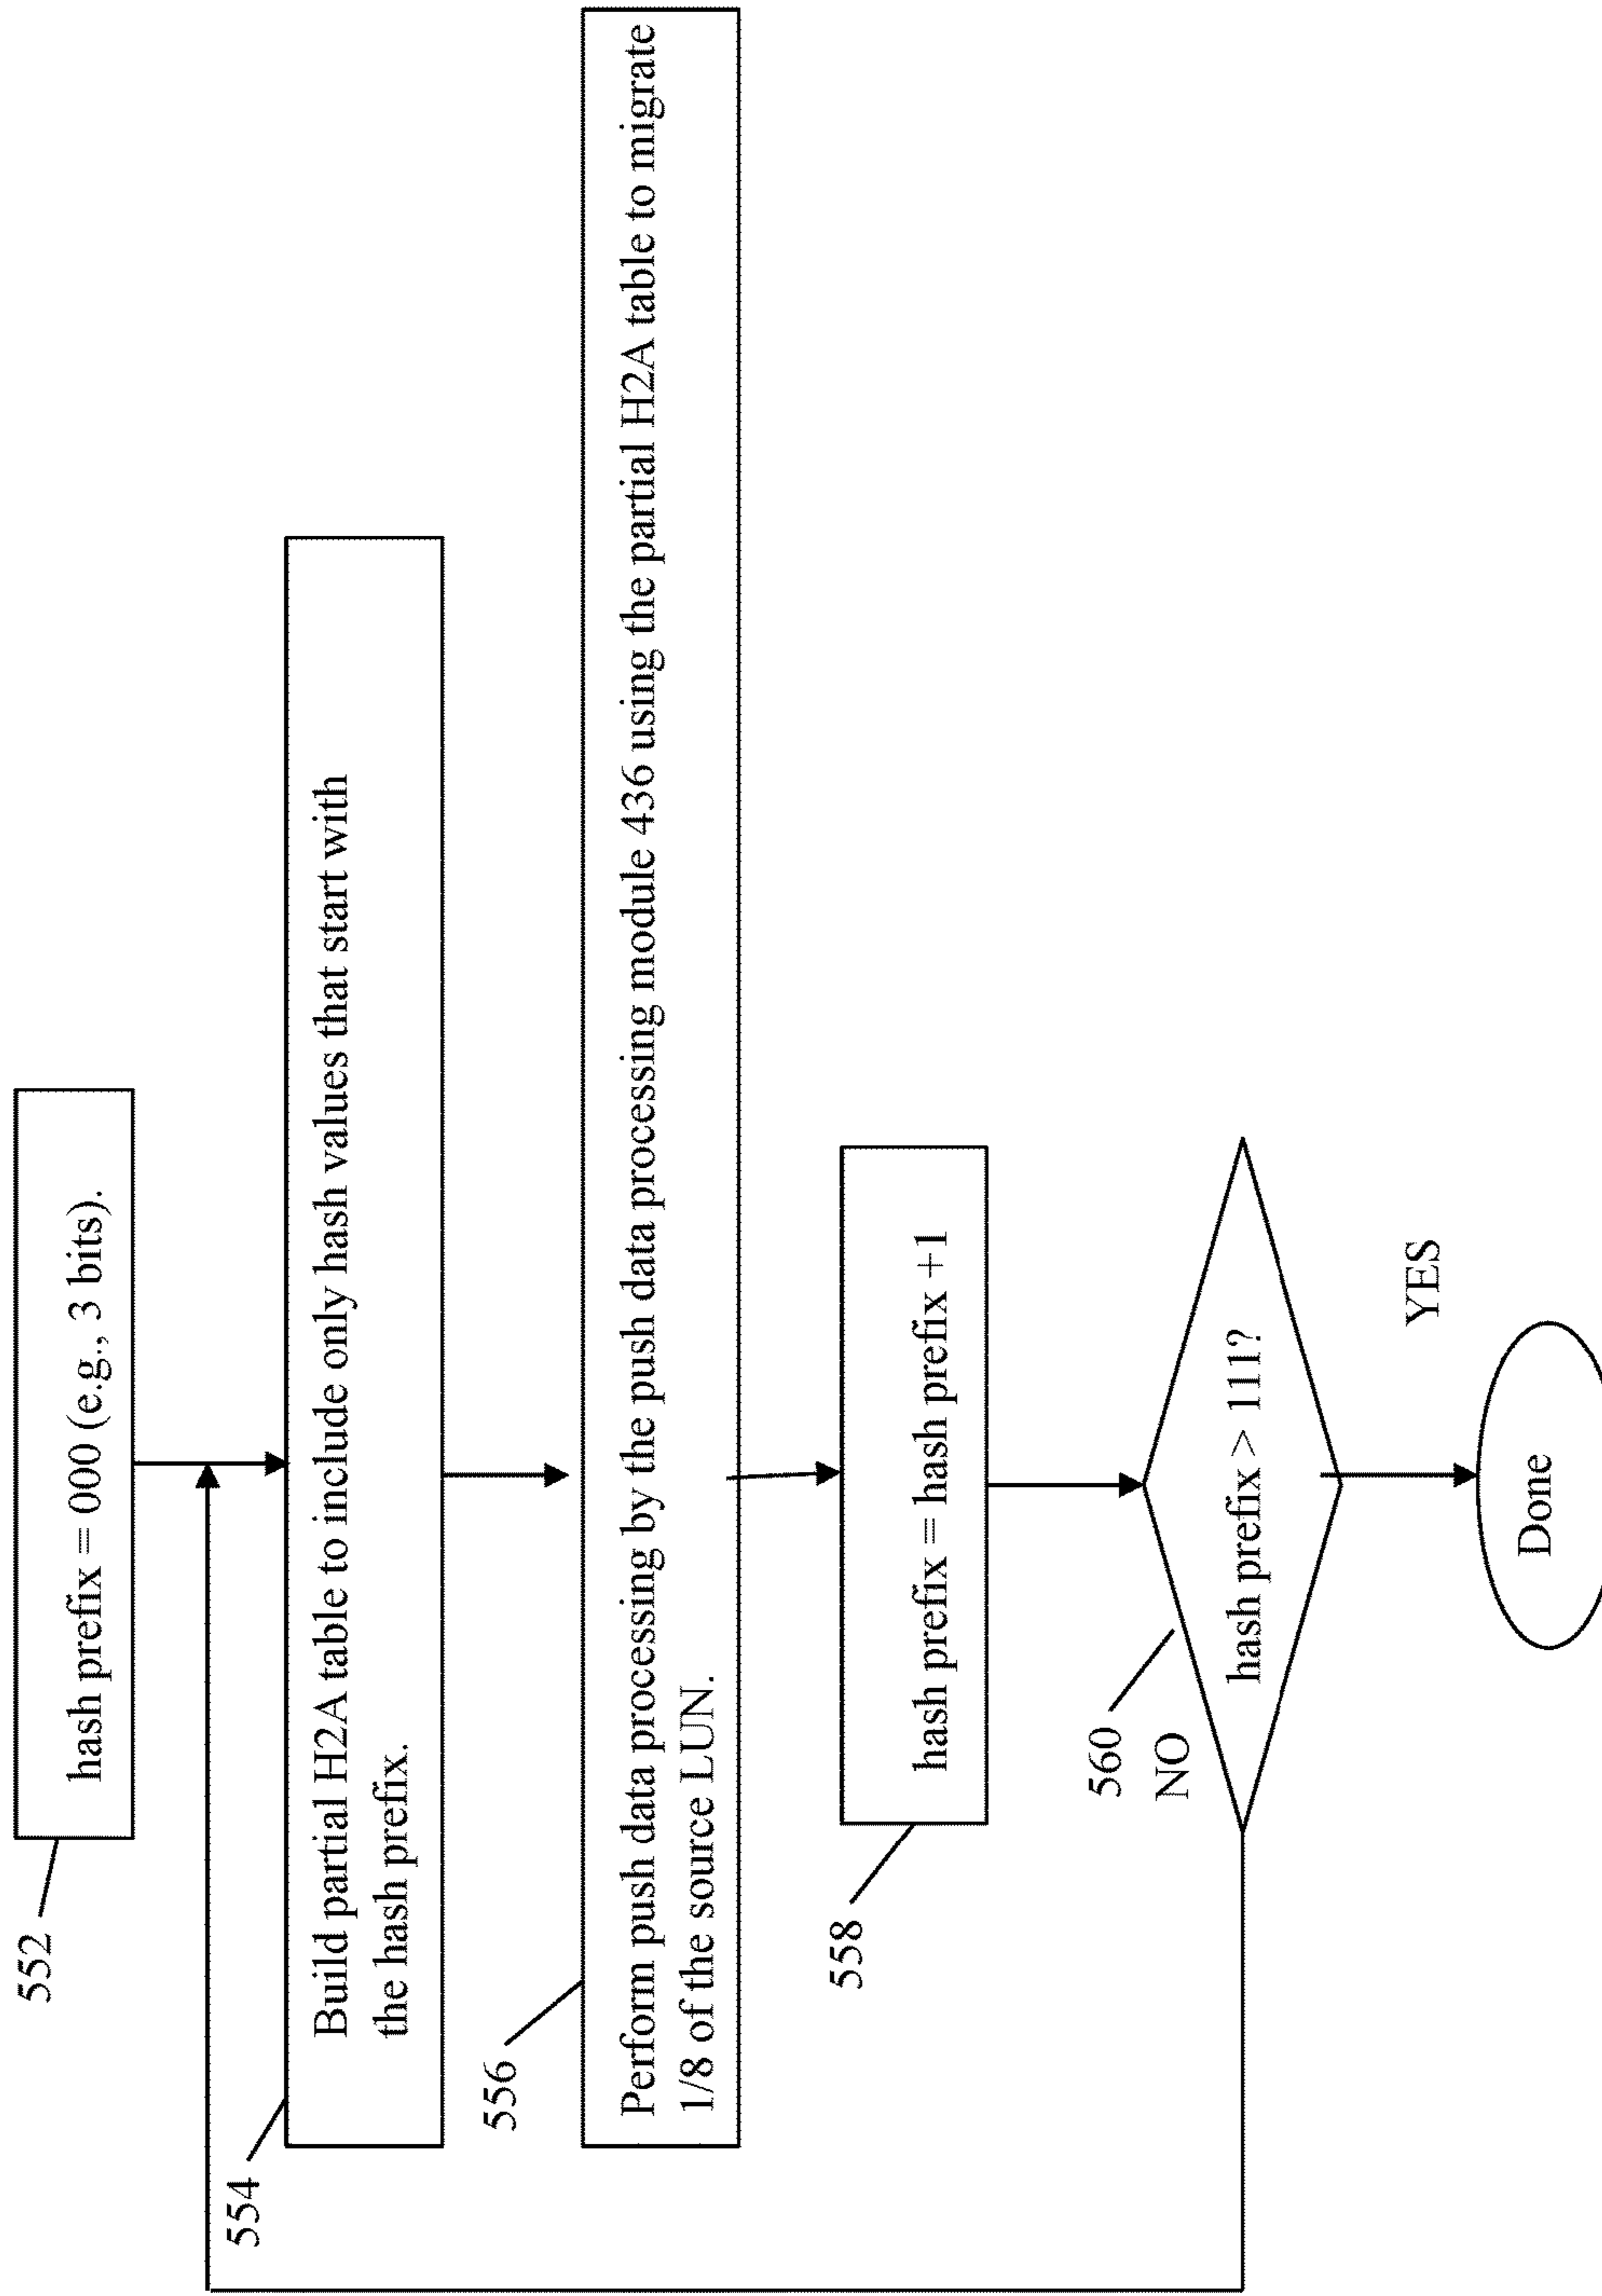 552
hash prefix = 000 (e.g., 3 bits).
554
Build partial H2A table to include only hash values that start with
the hash prefix.
556
Perform push data processing by the push data processing module 436 using the partial H2A table to migrate
1/8 of the source LUN.
558
hash prefix = hash prefix +1
560
NO
hash prefix > 111?
YES
Done